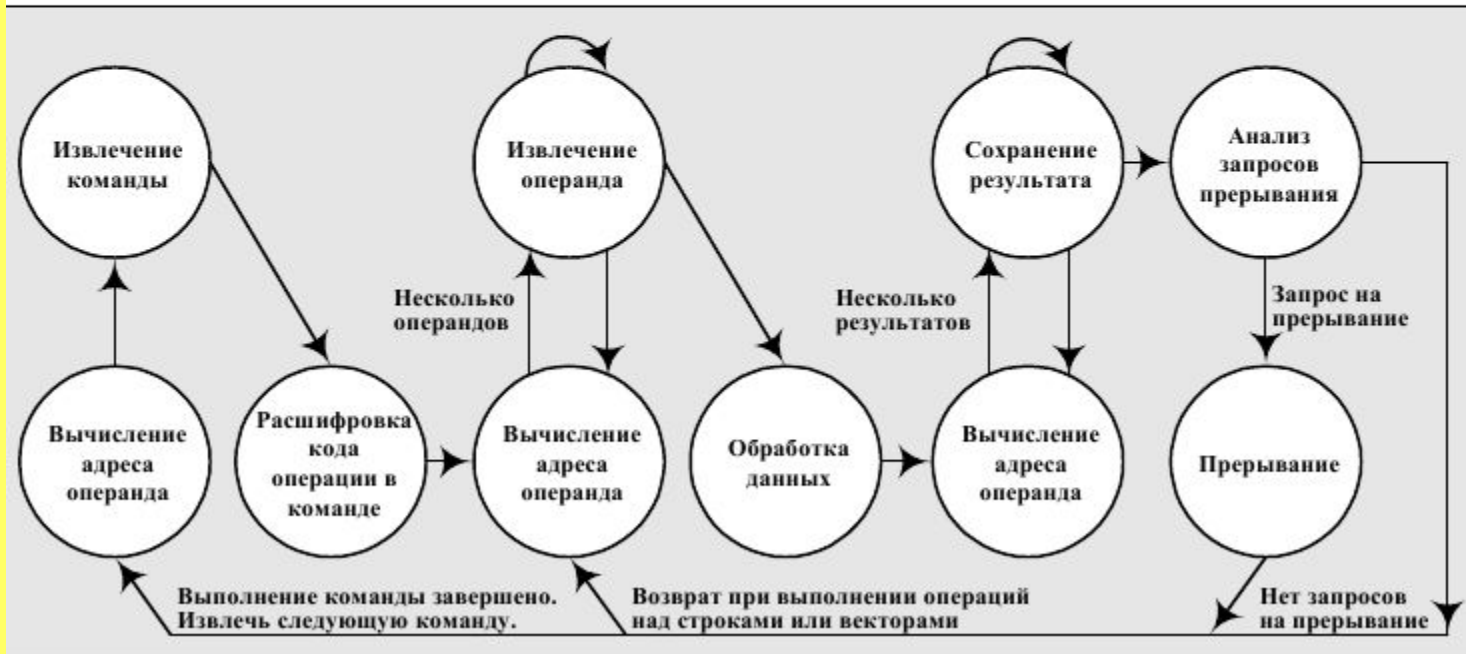 Извлечение
команды
Извлечение
операнда
Сохранение
результата
Анализ
запросов
прерывания
Несколько
операндов
Несколько
результатов
Запрос на
прерывание
Вычисление
адреса
операнда
Расшифровка
кода
операции в
команде
Вычисление
адреса
операнда
Обработка
данных
Вычисление
адреса
операнда
Прерывание
Выполнение команды завершено.
Извлечь следующую команду.
Возврат при выполнении операций
над строками или векторами
Нет запросов
на прерывание